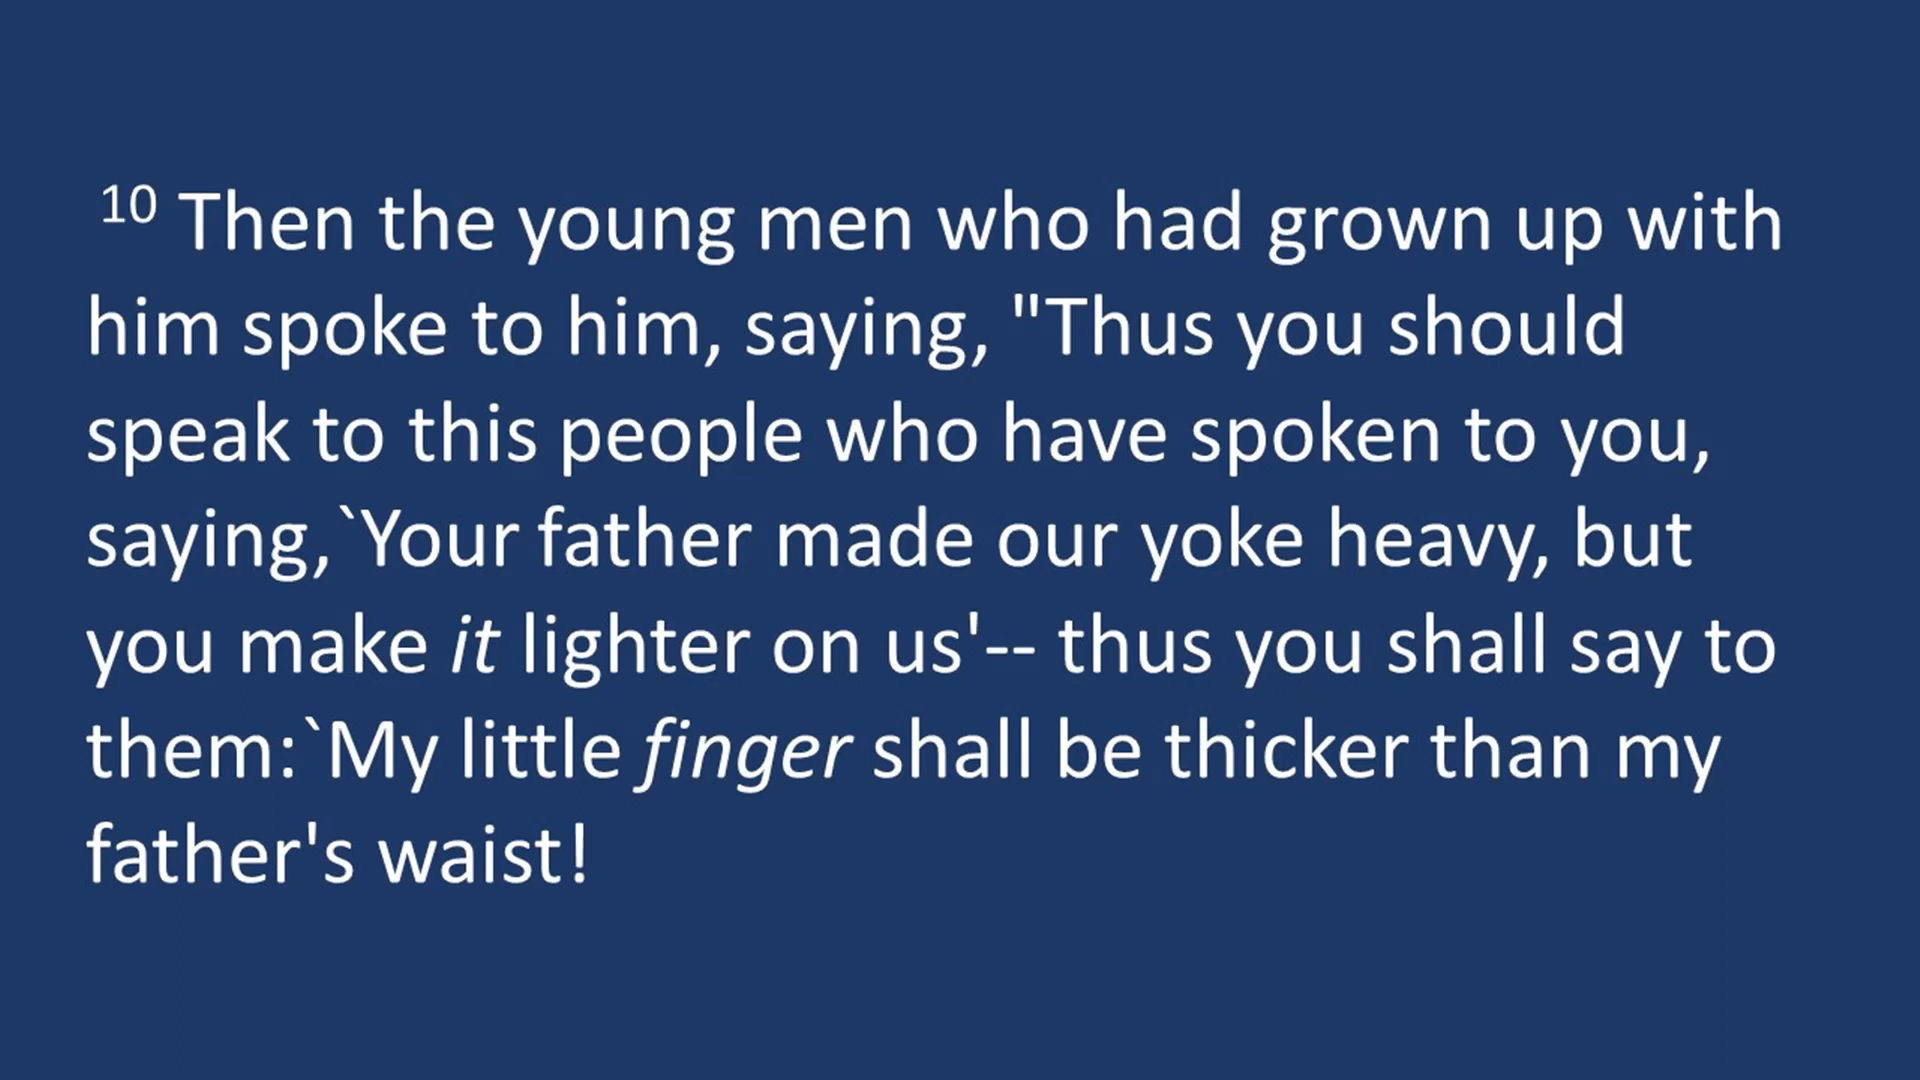 10 Then the young men who had grown up with
him spoke to him, saying, "Thus you should
speak to this people who have spoken to you,
saying,`Your father made our yoke heavy, but
you make it lighter on us'-- thus you shall say to
them:`My little finger shall be thicker than my
father's waist!